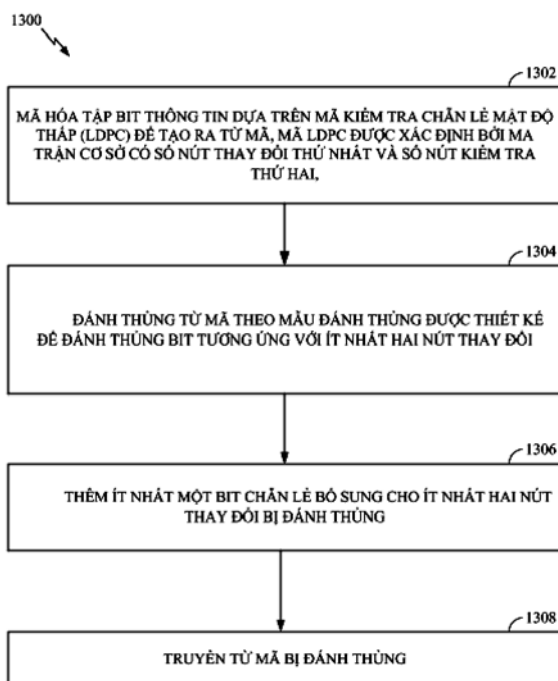 1300
1302
MÃ HÓA TẬP BIT THÔNG TIN DỰA TRÊN MÃ KIỂM TRA CHẴN LẺ MẬT ĐỘ
THẤP (LDPC) ĐỂ TẠO RA TỪ MÃ, MÃ LDPC ĐƯỢC XÁC ĐỊNH BỞI MA
TRẬN CƠ SỞ CÓ SỐ NÚT THAY ĐỔI THỨ NHẤT VÀ SỐ NÚT KIỂM TRA
THỨ HAI,
1304
ĐÁNH THỦNG TỪ MÃ THEO MẪU ĐÁNH THỦNG ĐƯỢC THIẾT KẾ
ĐỂ ĐÁNH THỦNG BIT TƯƠNG ỨNG VỚI ÍT NHẤT HAI NÚT THAY ĐỔI
1306
THÊM ÍT NHẤT MỘT BIT CHẴN LẺ BỔ SUNG CHO ÍT NHẤT HAI NÚT
THAY ĐỔI BỊ ĐÁNH THỦNG
1308
TRUYỀN TỪ MÃ BỊ ĐÁNH THỦNG